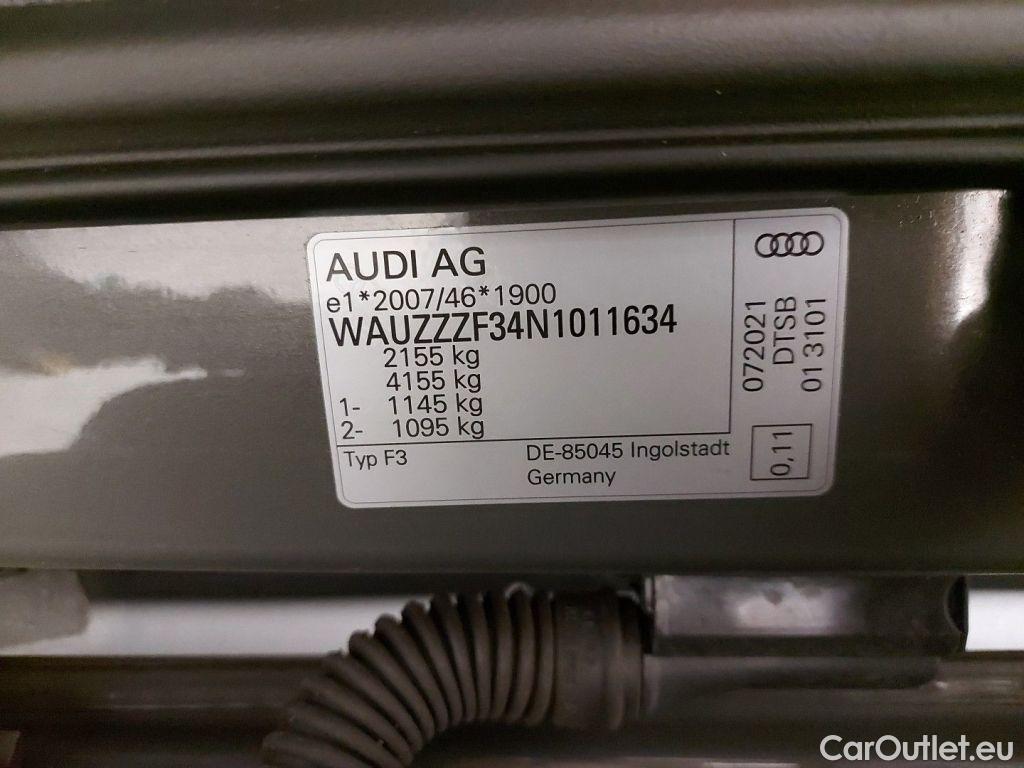 AUDI AG
e1*2007/46*1900
WAUZZZF34N1011634
2155 kg
4155 kg
1- 1145 kg
2- 1095 kg
Typ F3
DE-85045 Ingolstadt
Germany
072021
DTSB
013101
0,11
CarOutlet.eu